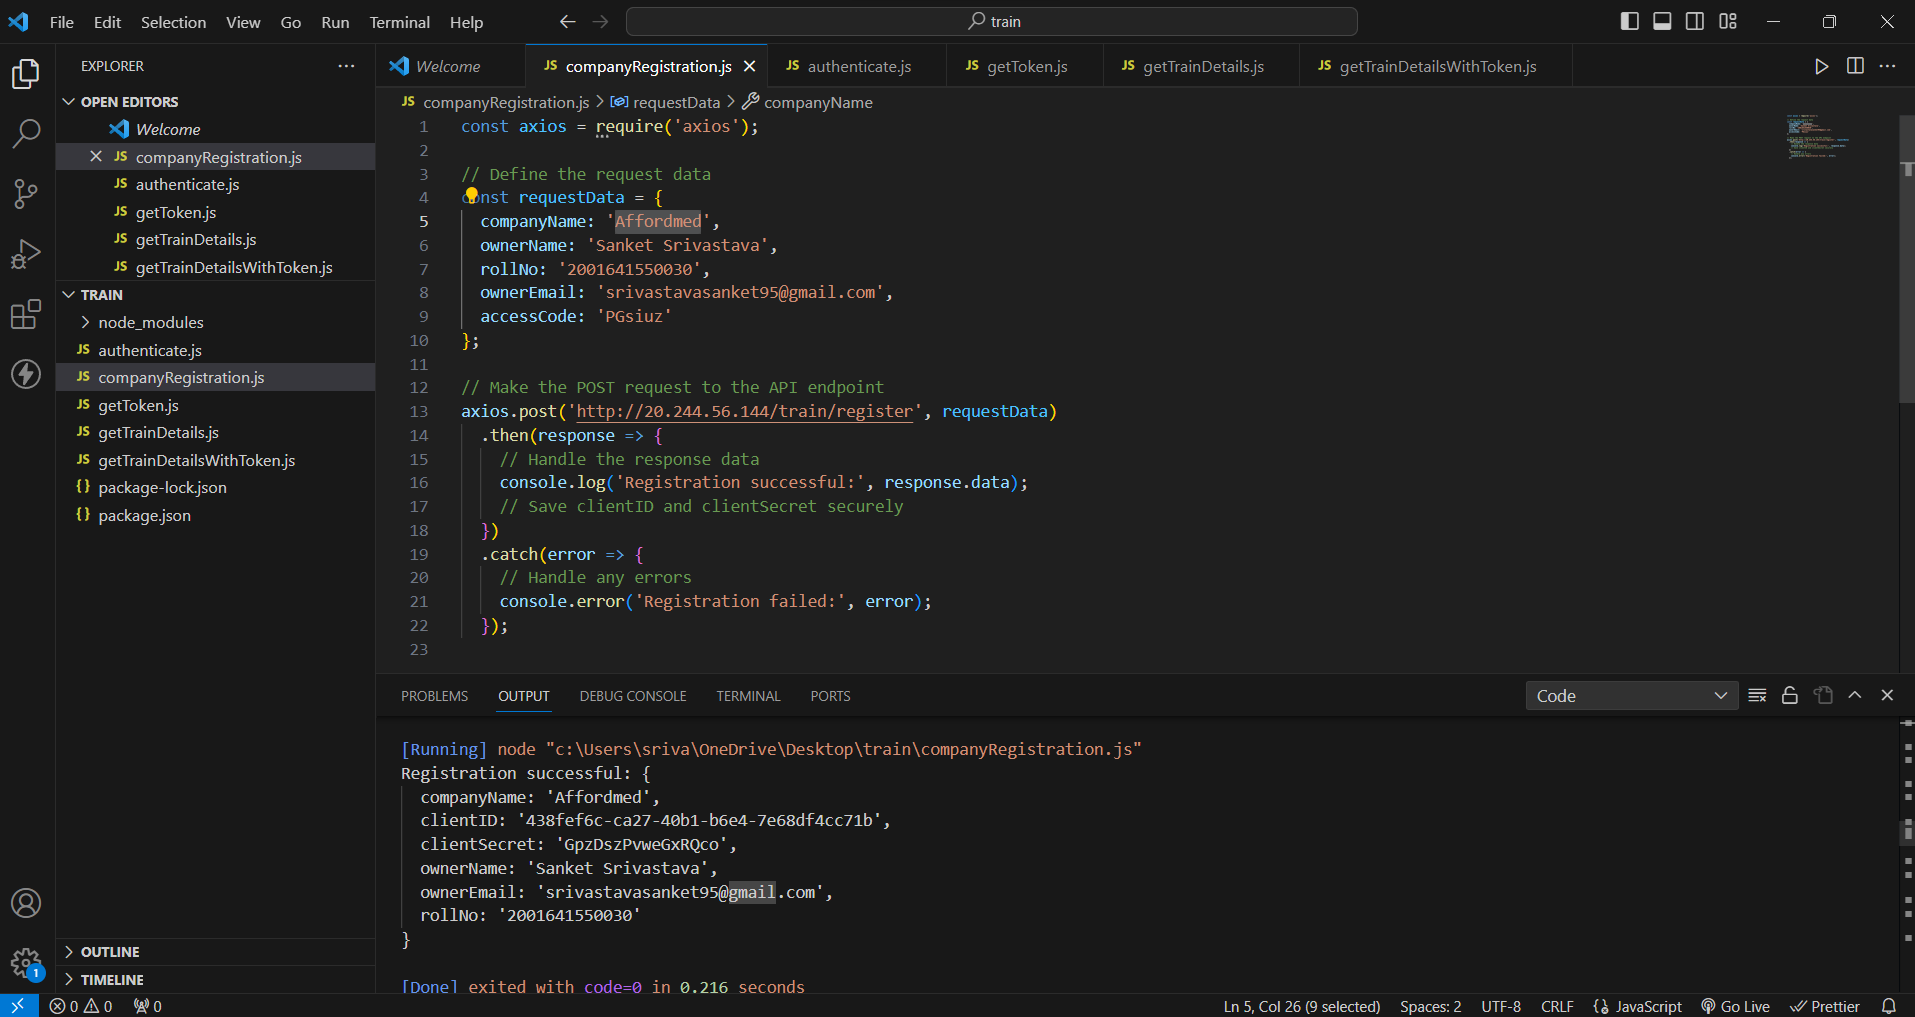 File Edit Selection View Go Run Terminal Help
train
EXPLORER
OPEN EDITORS
Welcome
JS companyRegistration.js
JS authenticate.js
JS getToken.js
JS getTrainDetails.js
JS getTrainDetailsWithToken.js
TRAIN
node_modules
JS authenticate.js
JS companyRegistration.js
JS getToken.js
JS getTrainDetails.js
JS getTrainDetailsWithToken.js
{} package-lock.json
{} package.json
OUTLINE
TIMELINE
1
Welcome JS companyRegistration.js JS authenticate.js JS getToken.js JS getTrainDetails.js JS getTrainDetailsWithToken.js
JS companyRegistration.js > requestData > companyName
1 const axios = require('axios');
2
3 // Define the request data
4 const requestData = {
5 companyName: 'Affordmed',
6 ownerName: 'Sanket Srivastava',
7 rollNo: '2001641550030',
8 ownerEmail: 'srivastavasanket95@gmail.com',
9 accessCode: 'PGsiuz'
10 };
11
12 // Make the POST request to the API endpoint
13 axios.post('http://20.244.56.144/train/register', requestData)
14 .then(response => {
15 // Handle the response data
16 console.log('Registration successful:', response.data);
17 // Save clientID and clientSecret securely
18 })
19 .catch(error => {
20 // Handle any errors
21 console.error('Registration failed:', error);
22 });
23
PROBLEMS OUTPUT DEBUG CONSOLE TERMINAL PORTS
Code
[Running] node "c:\Users\sriva\OneDrive\Desktop\train\companyRegistration.js"
Registration successful: {
companyName: 'Affordmed',
clientID: '438fef6c-ca27-40b1-b6e4-7e68df4cc71b',
clientSecret: 'GpzDszPvweGxRQco',
ownerName: 'Sanket Srivastava',
ownerEmail: 'srivastavasanket95@gmail.com',
rollNo: '2001641550030'
}
[Done] exited with code=0 in 0.216 seconds
0 0 0
Ln 5, Col 26 (9 selected) Spaces: 2 UTF-8 CRLF {} JavaScript Go Live Prettier